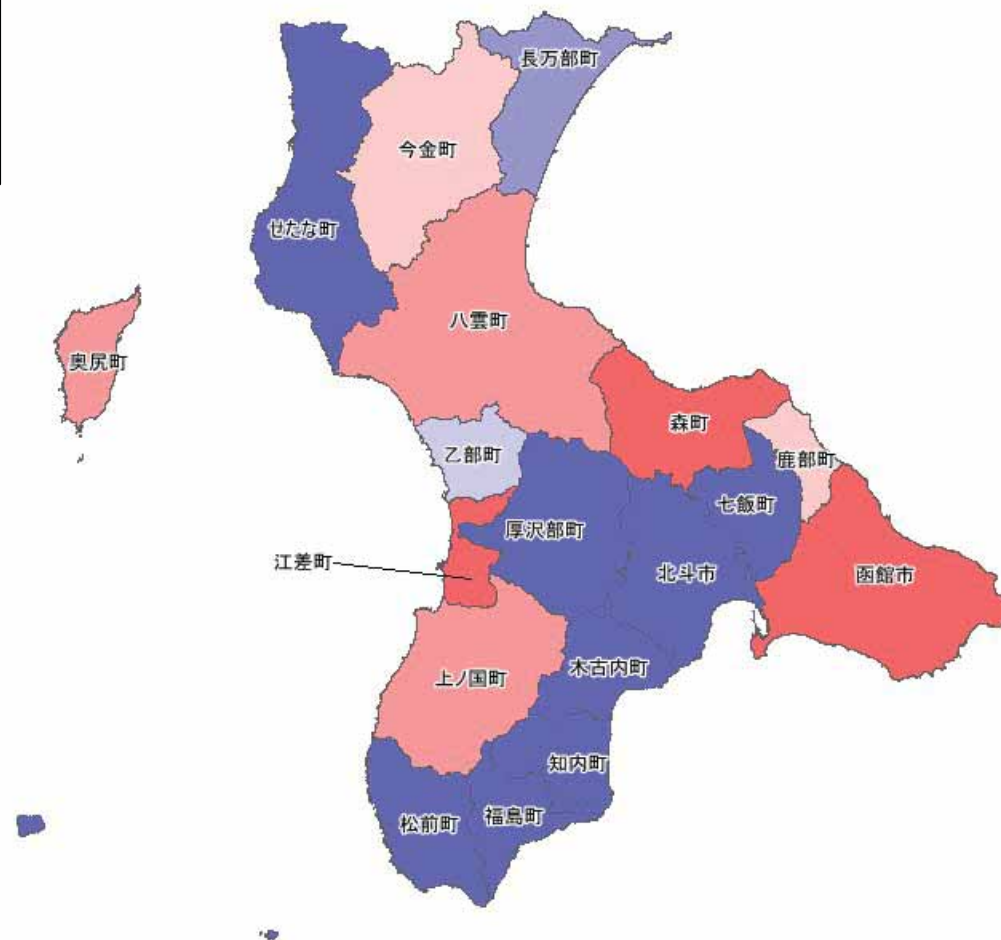 長万部町
今金町
せたな町
八雲町
奥尻町
森町
乙部町
鹿部町
七飯町
厚沢部町
江差町
北斗市
函館市
木古内町
上ノ国町
知内町
福島町
松前町